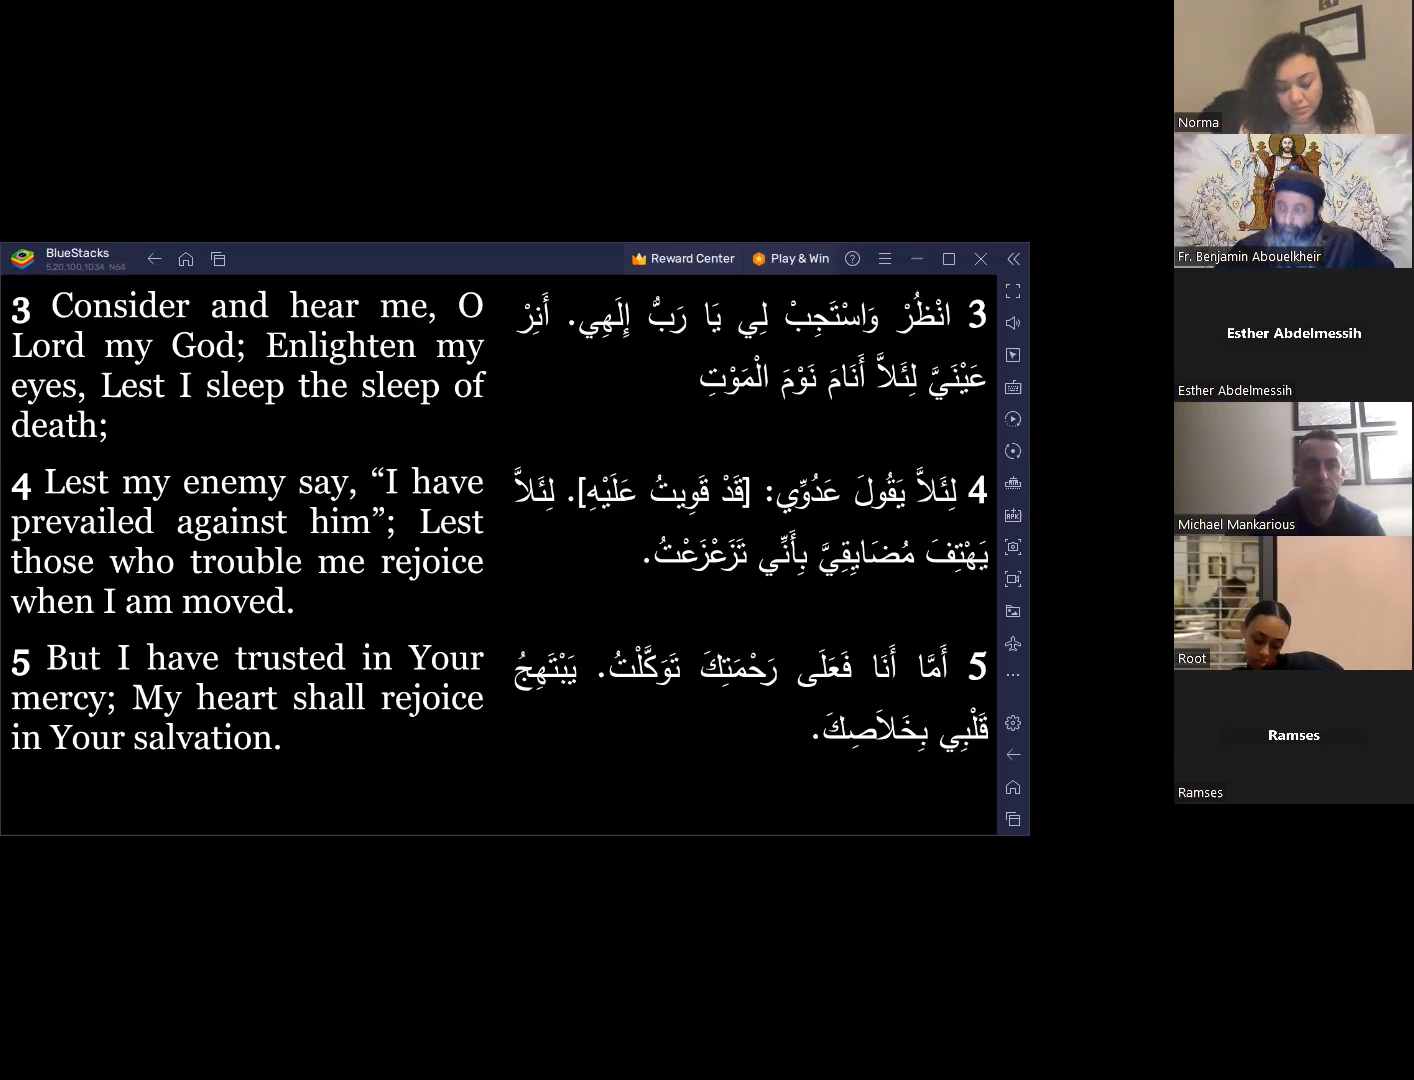 BlueStacks
5.20.100.1034 N64
Reward Center
Play & Win
3 Consider and hear me, O
Lord my God; Enlighten my
eyes, Lest I sleep the sleep of
death;
3 انْظُرْ وَاسْتَجِبْ لِي يَا رَبُّ إِلَهِي. أَنِرْ
عَيْنَيَّ لِئَلاَّ أَنَامَ نَوْمَ الْمَوْتِ
4 Lest my enemy say, “I have
prevailed against him”; Lest
those who trouble me rejoice
when I am moved.
4 لِئَلاَّ يَقُولَ عَدُوِّي: [قَدْ قَوِيتُ عَلَيْهِ]. لِئَلاَّ
يَهْتِفَ مُضَايِقِيَّ بِأَنِّي تَزَعْزَعْتُ.
5 But I have trusted in Your
mercy; My heart shall rejoice
in Your salvation.
5 أَمَّا أَنَا فَعَلَى رَحْمَتِكَ تَوَكَّلْتُ. يَبْتَهِجُ
قَلْبِي بِخَلاَصِكَ.
Norma
Fr. Benjamin Abouelkheir
Esther Abdelmessih
Esther Abdelmessih
Michael Mankarious
Root
Ramses
Ramses